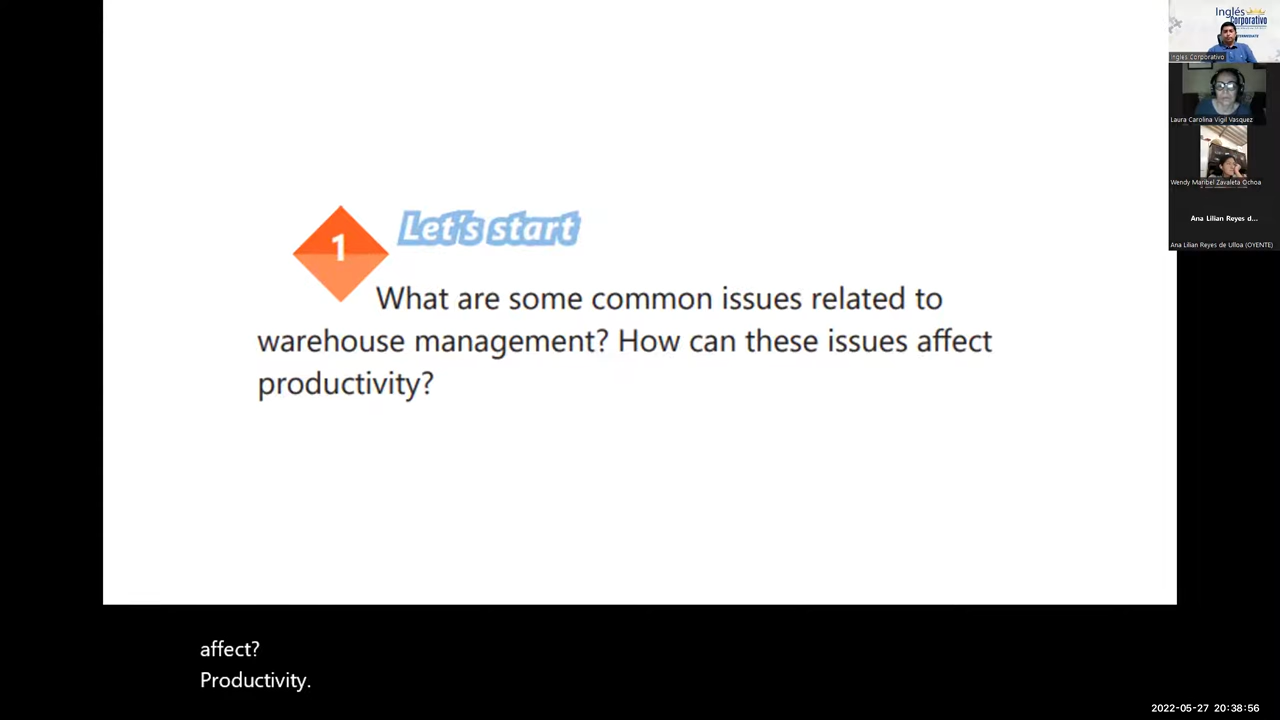 1
Let's start
What are some common issues related to
warehouse management? How can these issues affect
productivity?
affect?
Productivity.
Inglés
Corporativo
Inglés Corporativo
Laura Carolina Vigil Vasquez
Wendy Maribel Zavaleta Ochoa
Ana Lilian Reyes d...
Ana Lilian Reyes de Ulloa (OYENTE)
2022-05-27 20:38:56